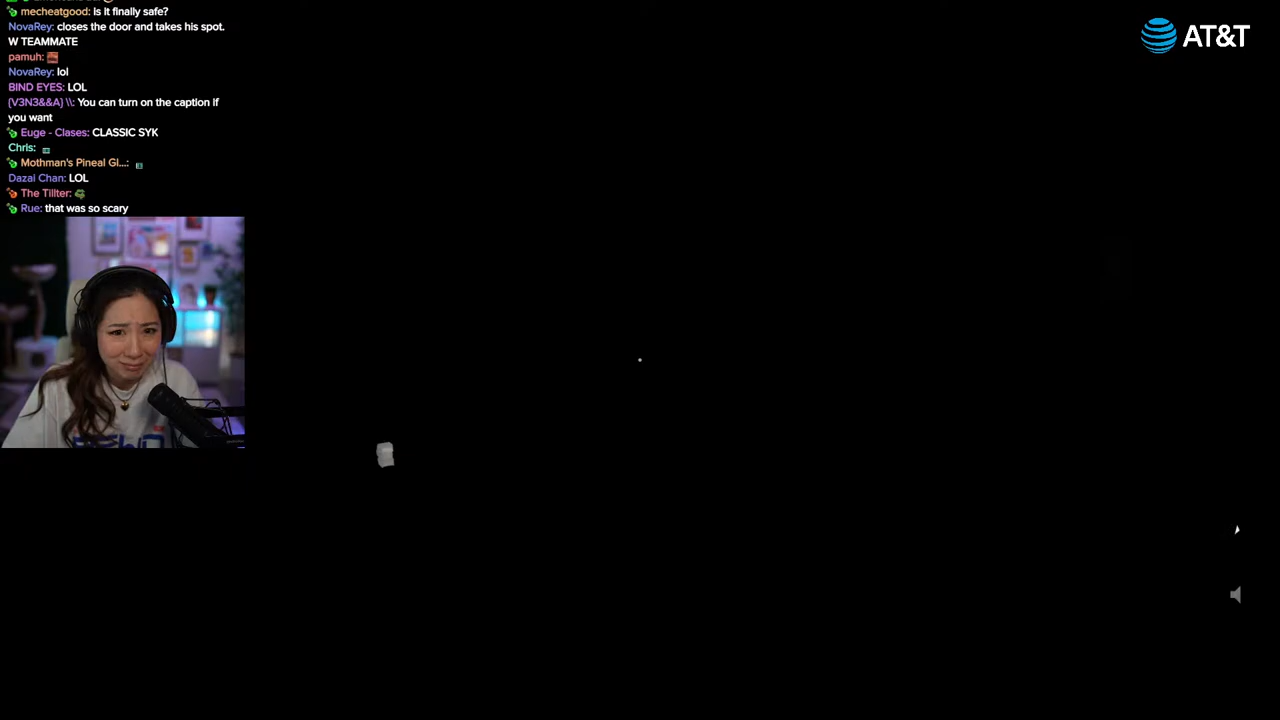 mecheatgood: is it finally safe?
NovaRey: closes the door and takes his spot.
W TEAMMATE
pamuh:
NovaRey: lol
BIND EYES: LOL
[V3N3&&A] \\: You can turn on the caption if
you want
Euge - Clases: CLASSIC SYK
Chris:
Mothman's Pineal Gl...:
Dazai Chan: LOL
The Tillter:
Rue: that was so scary
AT&T